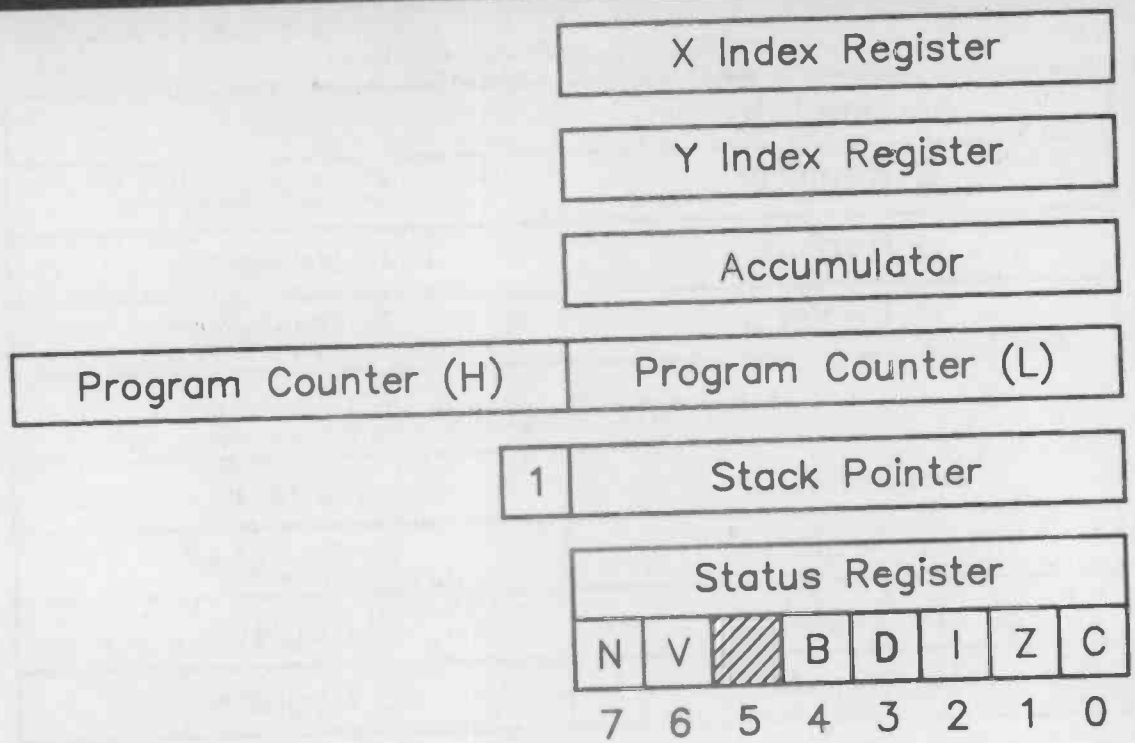 X Index Register
Y Index Register
Accumulator
Program Counter (H) Program Counter (L)
1 Stack Pointer
Status Register
N V B D I Z C
7 6 5 4 3 2 1 0